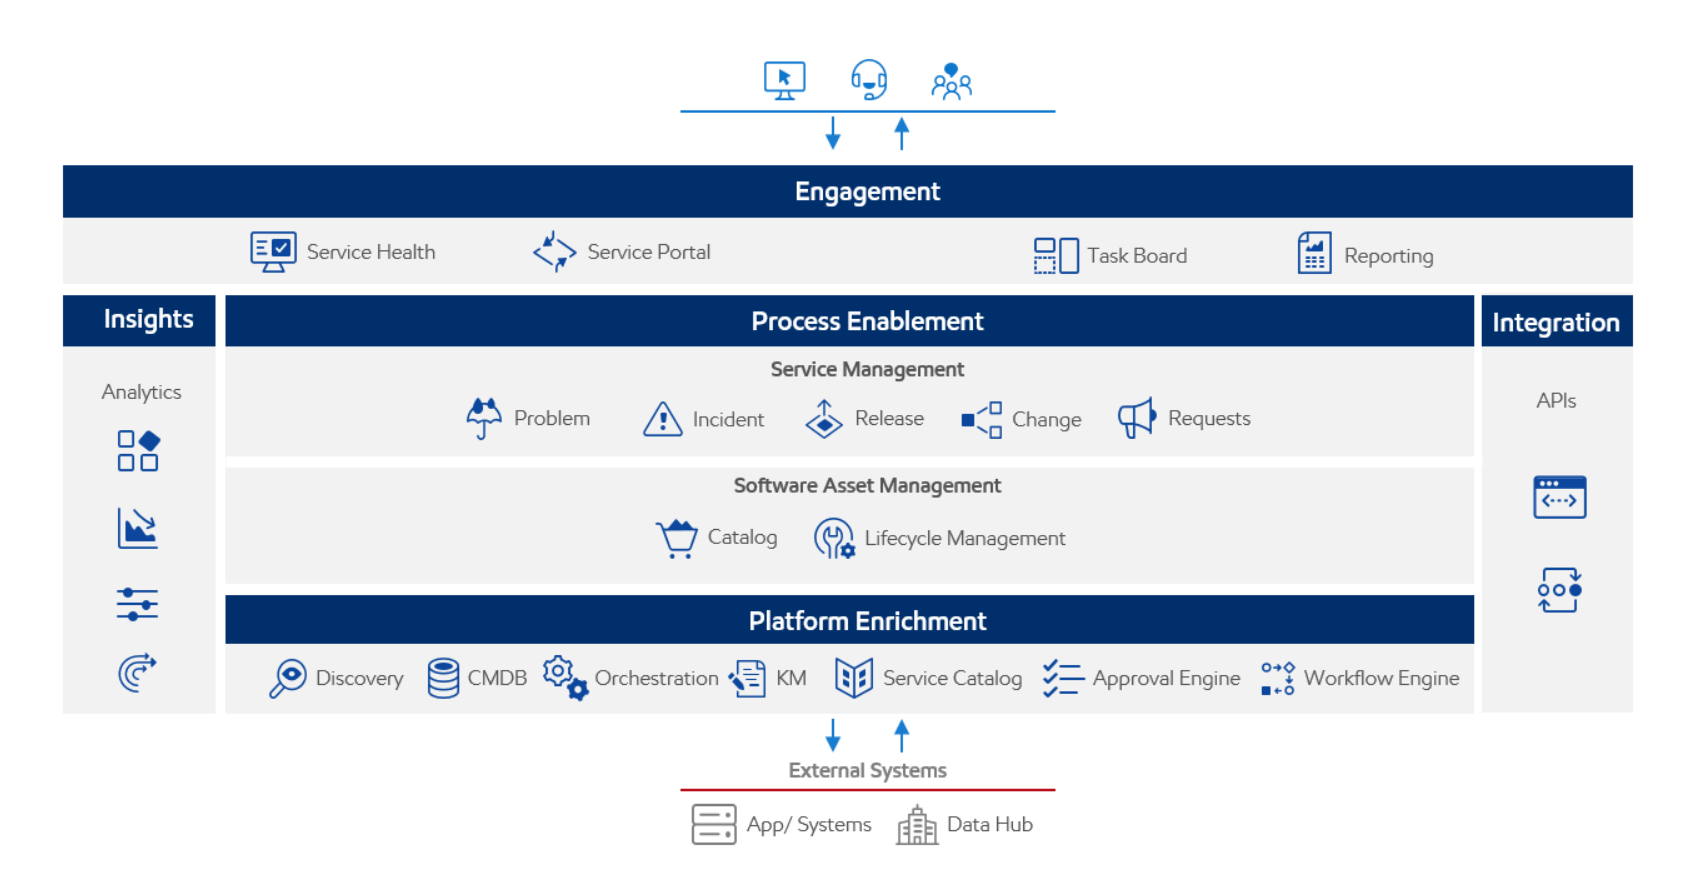 Engagement
Service Health
Service Portal
Task Board
Reporting
Insights
Process Enablement
Integration
Analytics
Service Management
Problem
Incident
Release
Change
Requests
APIs
Software Asset Management
Catalog
Lifecycle Management
Platform Enrichment
Discovery
CMDB
Orchestration
KM
Service Catalog
Approval Engine
Workflow Engine
External Systems
App/ Systems
Data Hub